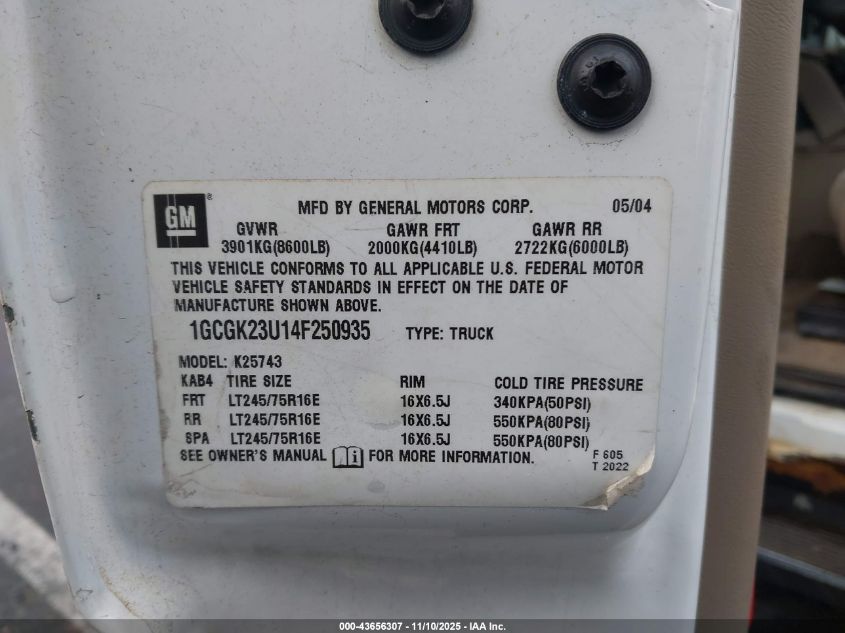 GM ®
MFD BY GENERAL MOTORS CORP. 05/04
GVWR GAWR FRT GAWR RR
3901KG(8600LB) 2000KG(4410LB) 2722KG(6000LB)
THIS VEHICLE CONFORMS TO ALL APPLICABLE U.S. FEDERAL MOTOR
VEHICLE SAFETY STANDARDS IN EFFECT ON THE DATE OF
MANUFACTURE SHOWN ABOVE.
1GCGK23U14F250935 TYPE: TRUCK
MODEL: K25743
KAB4 TIRE SIZE RIM COLD TIRE PRESSURE
FRT LT245/75R16E 16X6.5J 340KPA(50PSI)
RR LT245/75R16E 16X6.5J 550KPA(80PSI)
SPA LT245/75R16E 16X6.5J 550KPA(80PSI)
SEE OWNER'S MANUAL i FOR MORE INFORMATION.
F 605
T 2022
000-43656307 - 11/10/2025 - IAA Inc.